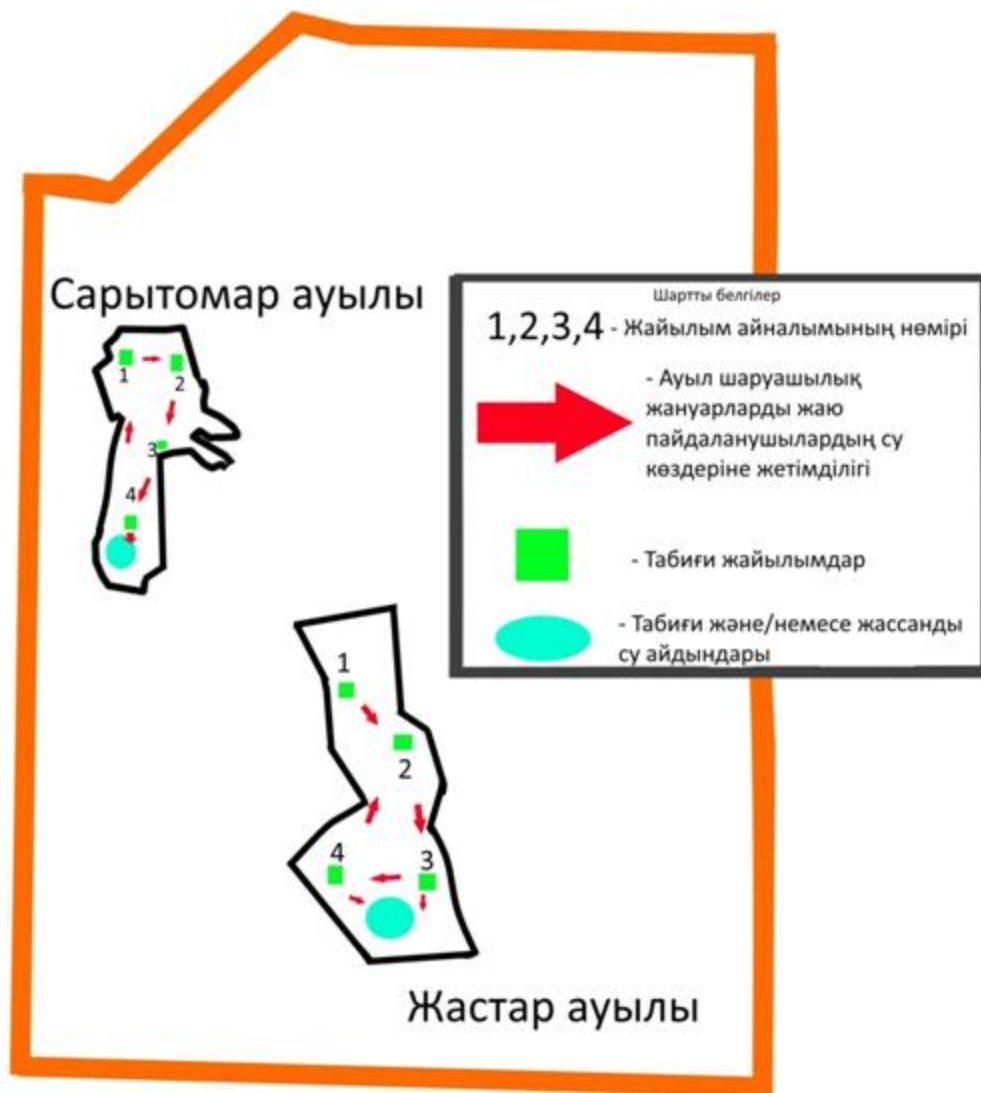 Сарытомар ауылы
1
2
3
4
Шартты белгілер
1,2,3,4 - Жайылым айналымының нөмірі
- Ауыл шаруашылық
жануарларды жаю
пайдаланушылардың су
көздеріне жетімділігі
- Табиғи жайылымдар
- Табиғи және/немесе жассанды
су айдындары
1
2
4
3
Жастар ауылы